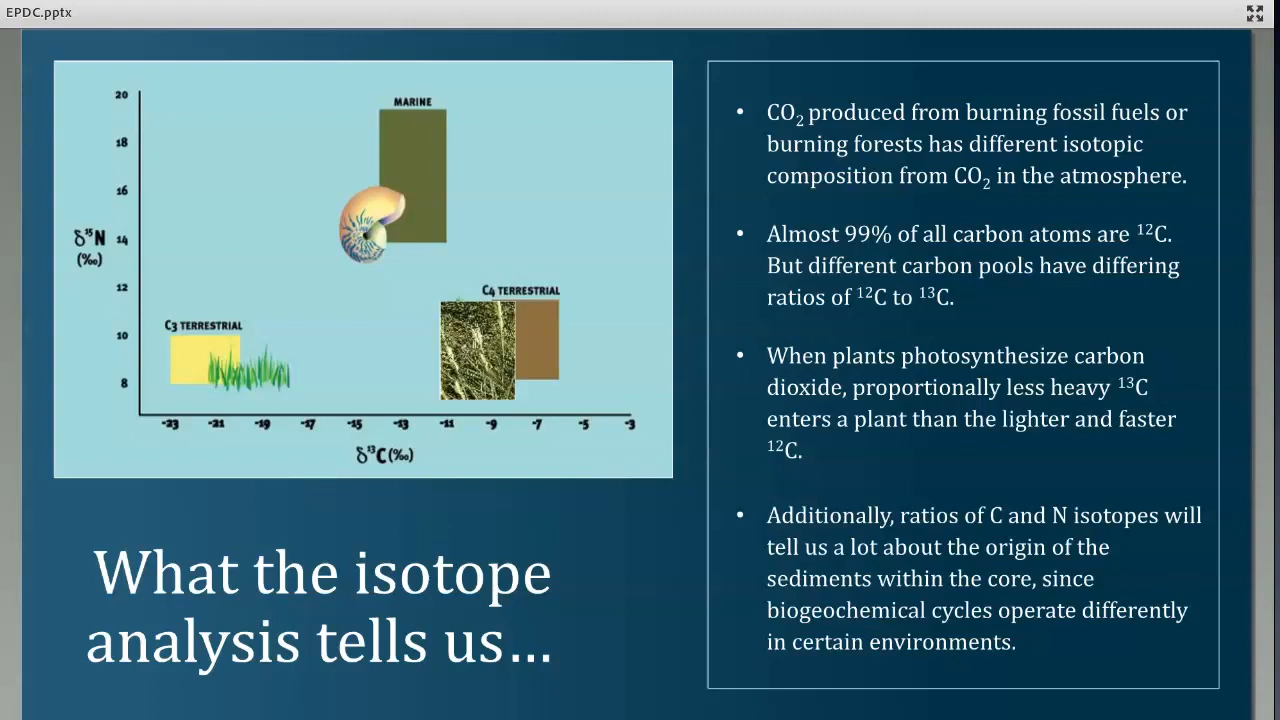 EPDC.pptx
20
MARINE
18
16
δ¹⁵N
(‰)
14
12
C4 TERRESTRIAL
C3 TERRESTRIAL
10
8
-23 -21 -19 -17 -15 -13 -11 -9 -7 -5 -3
δ¹³C (‰)
What the isotope
analysis tells us…
• CO₂ produced from burning fossil fuels or
burning forests has different isotopic
composition from CO₂ in the atmosphere.
• Almost 99% of all carbon atoms are ¹²C.
But different carbon pools have differing
ratios of ¹²C to ¹³C.
• When plants photosynthesize carbon
dioxide, proportionally less heavy ¹³C
enters a plant than the lighter and faster
¹²C.
• Additionally, ratios of C and N isotopes will
tell us a lot about the origin of the
sediments within the core, since
biogeochemical cycles operate differently
in certain environments.